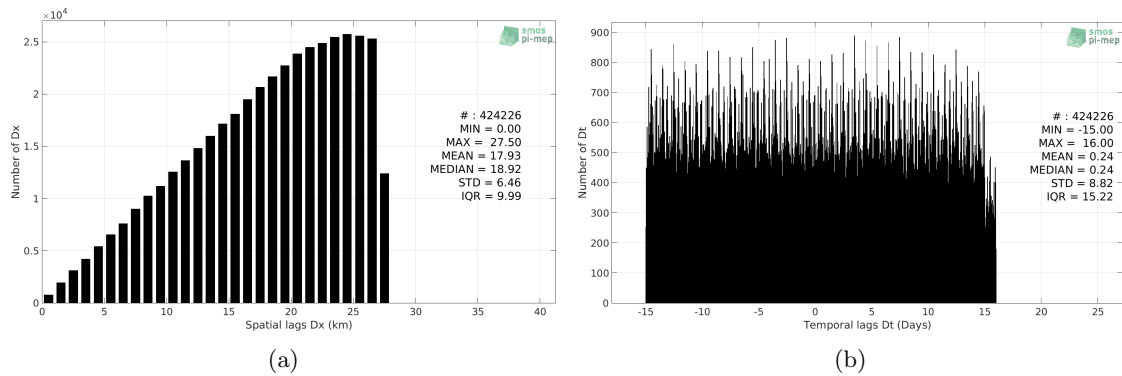 ×10⁴
smos
pi-mep
2.5
2
1.5
1
0.5
0
Number of Dx
# : 424226
MIN = 0.00
MAX = 27.50
MEAN = 17.93
MEDIAN = 18.92
STD = 6.46
IQR = 9.99
0 5 10 15 20 25 30 35 40
Spatial lags Dx (km)
(a)
smos
pi-mep
900
800
700
600
500
400
300
200
100
0
Number of Dt
# : 424226
MIN = -15.00
MAX = 16.00
MEAN = 0.24
MEDIAN = 0.24
STD = 8.82
IQR = 15.22
-15 -10 -5 0 5 10 15 20 25
Temporal lags Dt (Days)
(b)